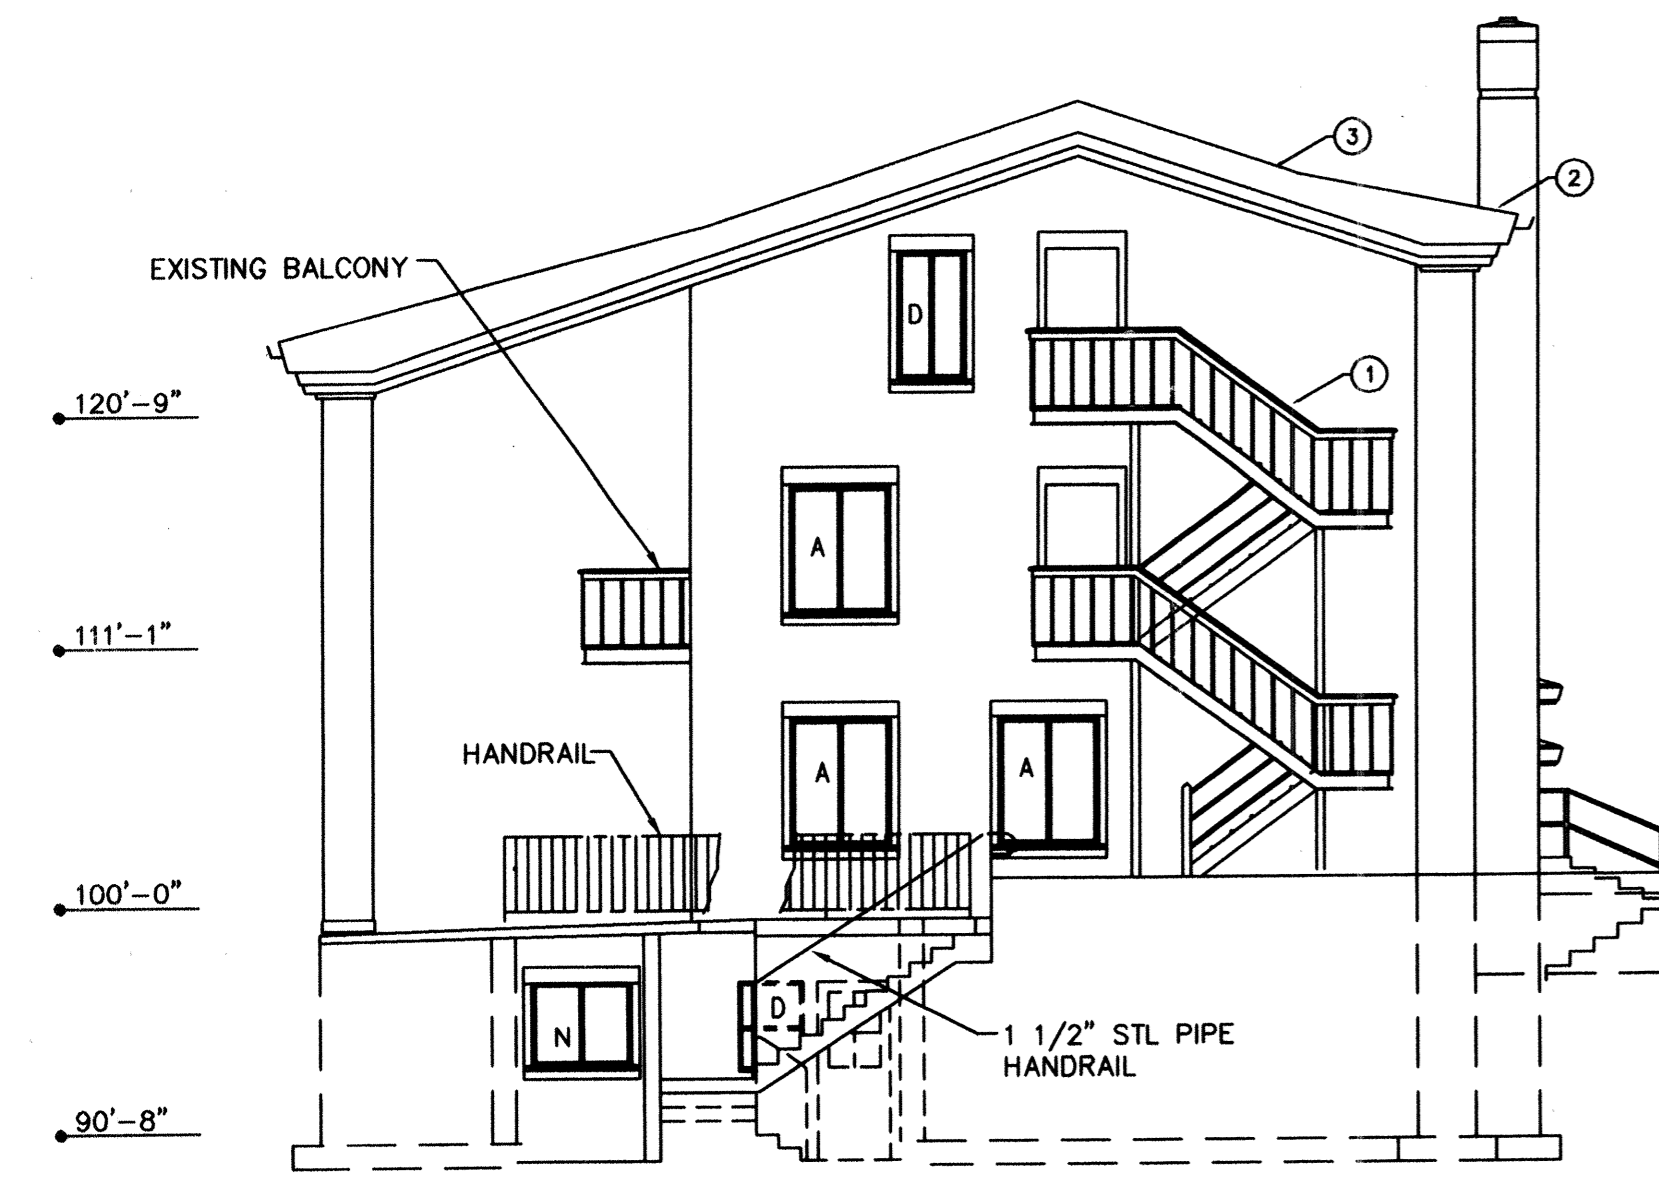 3
2
EXISTING BALCONY
D
1
120'-9"
A
111'-1"
HANDRAIL
A
A
100'-0"
D
N
1 1/2" STL PIPE
HANDRAIL
90'-8"